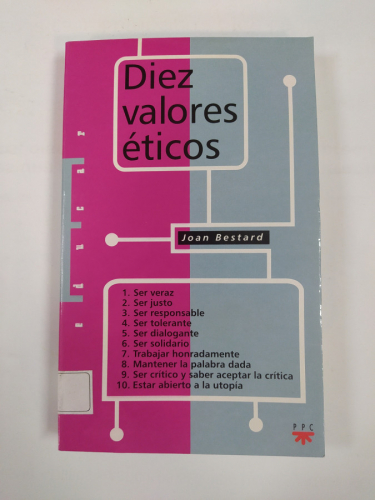 Diez
valores
éticos
educar
Joan Bestard
1. Ser veraz
2. Ser justo
3. Ser responsable
4. Ser tolerante
5. Ser dialogante
6. Ser solidario
7. Trabajar honradamente
8. Mantener la palabra dada
9. Ser crítico y saber aceptar la crítica
10. Estar abierto a la utopía
PPC